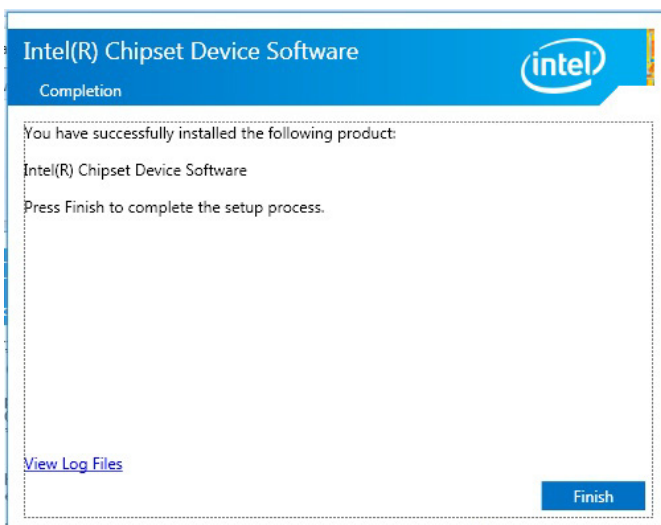 Intel(R) Chipset Device Software
intel
Completion
You have successfully installed the following product:
Intel(R) Chipset Device Software
Press Finish to complete the setup process.
View Log Files
Finish